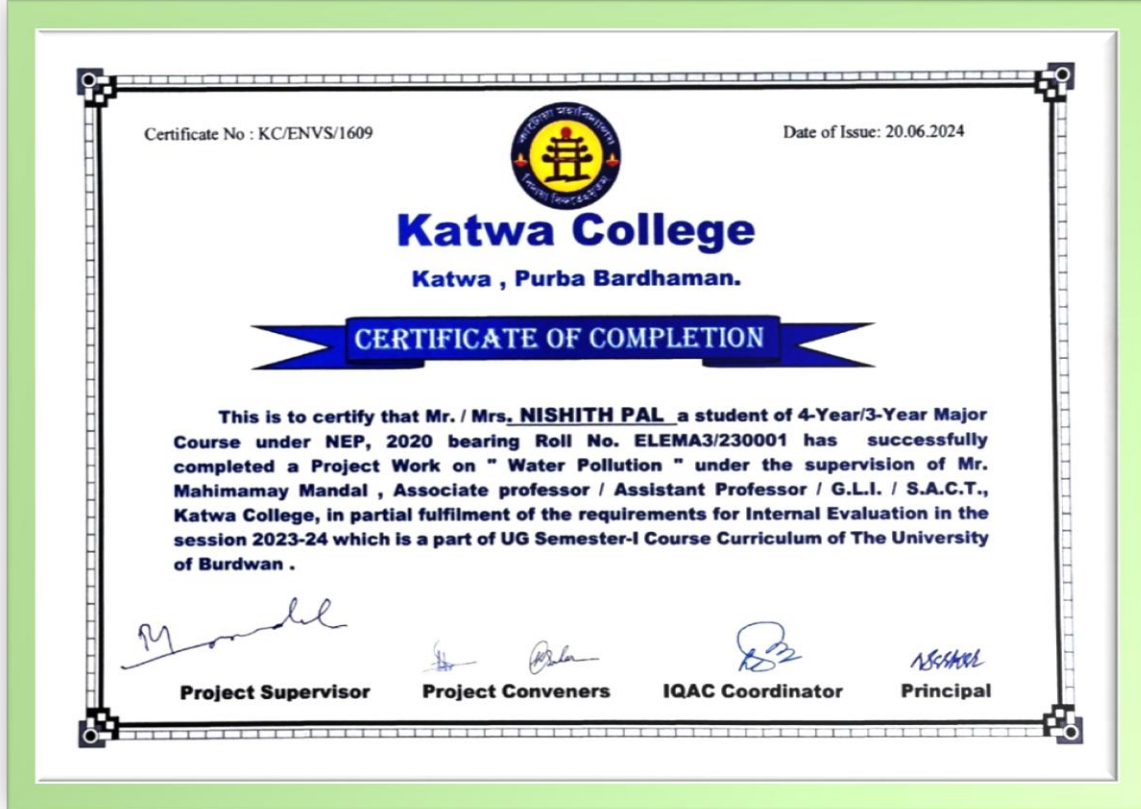 Certificate No : KC/ENVS/1609
Date of Issue: 20.06.2024
কাটোয়া মহাবিদ্যালয়
Katwa College
Katwa , Purba Bardhaman.
CERTIFICATE OF COMPLETION
This is to certify that Mr. / Mrs. NISHITH PAL a student of 4-Year/3-Year Major
Course under NEP, 2020 bearing Roll No. ELEMA3/230001 has successfully
completed a Project Work on " Water Pollution " under the supervision of Mr.
Mahimamay Mandal , Associate professor / Assistant Professor / G.L.I. / S.A.C.T.,
Katwa College, in partial fulfilment of the requirements for Internal Evaluation in the
session 2023-24 which is a part of UG Semester-I Course Curriculum of The University
of Burdwan .
Project Supervisor
Project Conveners
IQAC Coordinator
Principal